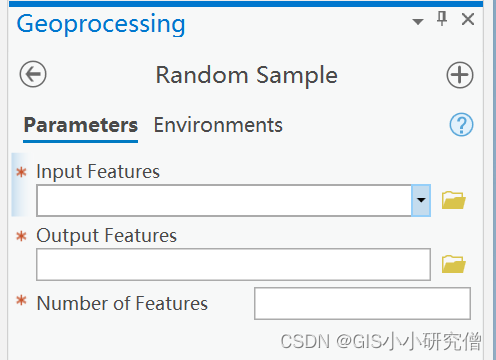 Geoprocessing
Random Sample
Parameters Environments
* Input Features
* Output Features
* Number of Features
CSDN @GIS小小研究僧